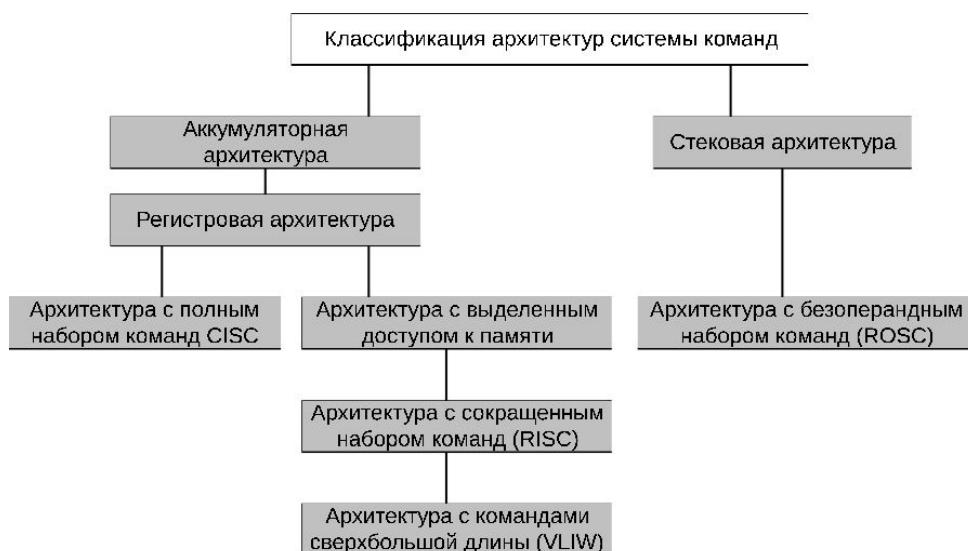 Классификация архитектур системы команд
Аккумуляторная
архитектура
Стековая архитектура
Регистровая архитектура
Архитектура с полным
набором команд CISC
Архитектура с выделенным
доступом к памяти
Архитектура с безоперандным
набором команд (ROSC)
Архитектура с сокращенным
набором команд (RISC)
Архитектура с командами
сверхбольшой длины (VLIW)